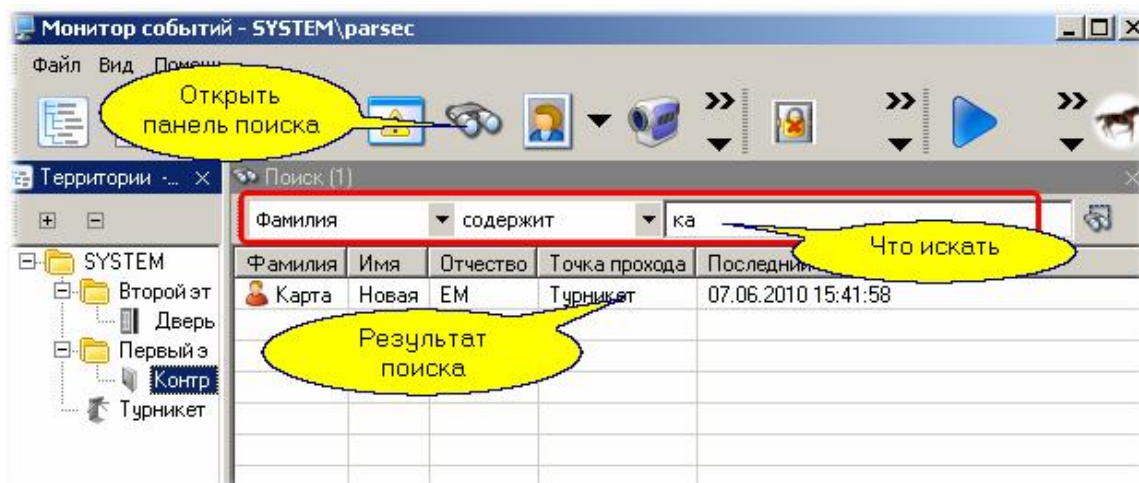 Монитор событий - SYSTEM\parsec
Файл Вид
Открыть
панель поиска
Территории -...
Поиск (1)
Фамилия содержит ка
Что искать
SYSTEM
Второй эт
Дверь
Первый э
Контр
Турникет
Фамилия Имя Отчество Точка прохода
Карта Новая EM Турникет 07.06.2010 15:41:58
Результат
поиска